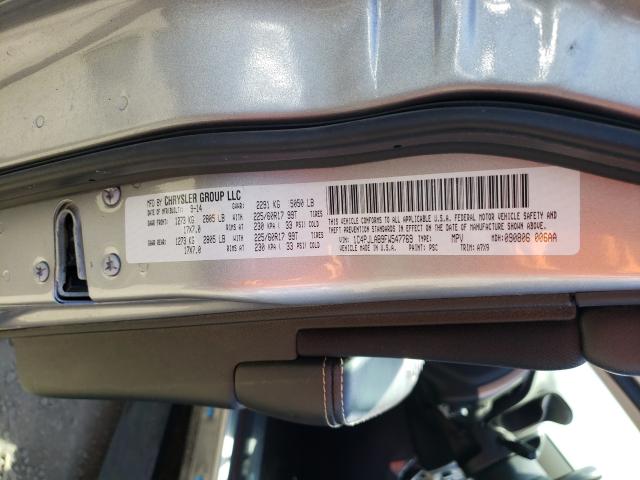 MFD BY CHRYSLER GROUP LLC
DATE OF MFR(BUILT): 9-14 GVWR: 2291 KG 5050 LB
GAWR FRONT 1273 KG 2805 LB WITH 225/60R17 99T TIRES
17X7.0 RIMS AT 230 KPA ( 33 PSI) COLD
GAWR REAR 1273 KG 2805 LB WITH 225/60R17 99T TIRES
17X7.0 RIMS AT 230 KPA ( 33 PSI) COLD
THIS VEHICLE CONFORMS TO ALL APPLICABLE U.S.A. FEDERAL MOTOR VEHICLE SAFETY AND
THEFT PREVENTION STANDARDS IN EFFECT ON THE DATE OF MANUFACTURE SHOWN ABOVE.
VIN: 1C4PJLAB9FW547769 TYPE: MPV MDH: 090806 006AA
VEHICLE MADE IN U.S.A. PAINT: PSC TRIM: A7X9